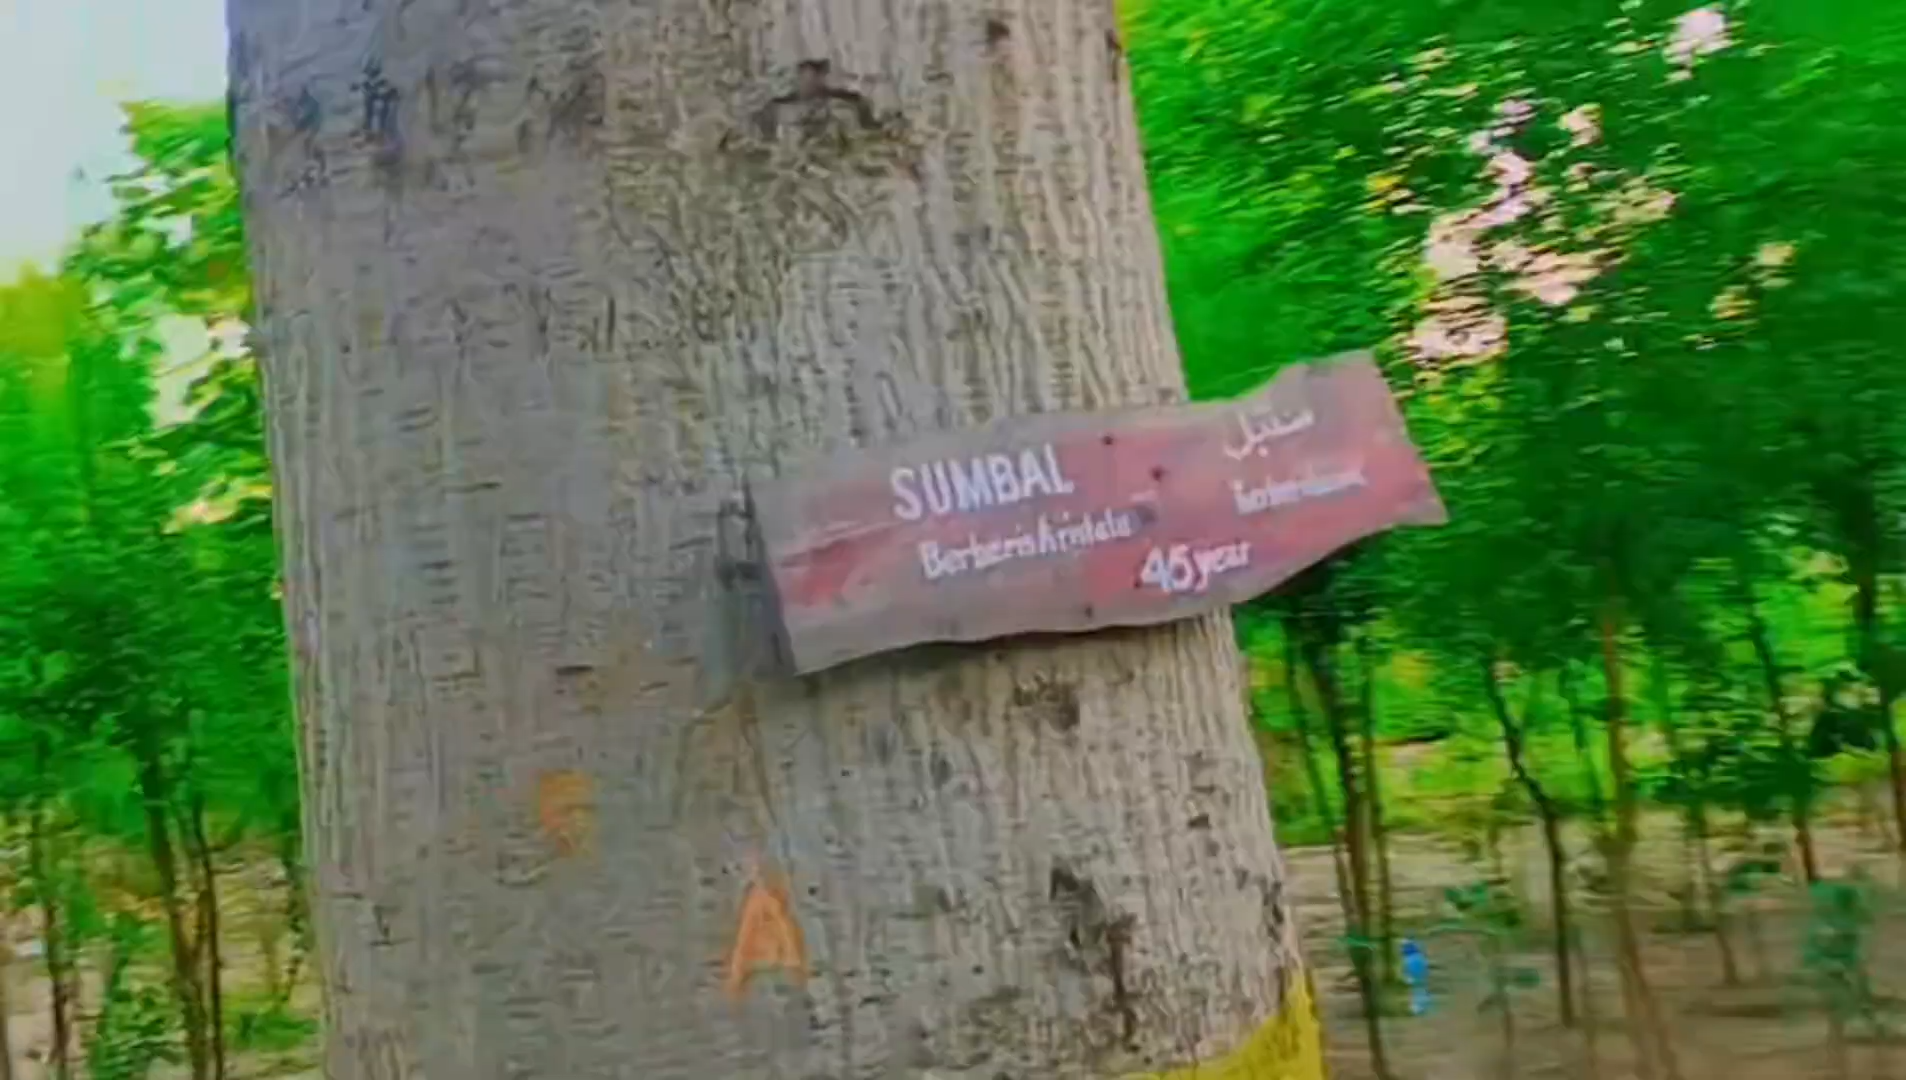 SUMBAL
سنبل
Berberis Aristata
45 year
A